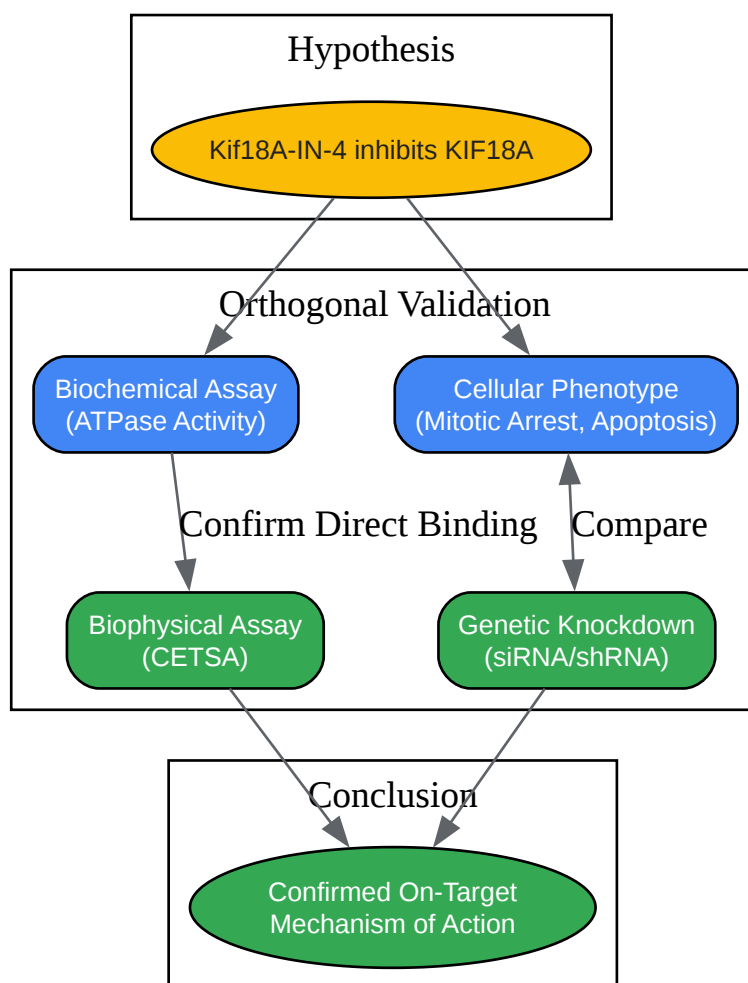 Hypothesis
Kif18A-IN-4 inhibits KIF18A
Orthogonal Validation
Biochemical Assay
(ATPase Activity)
Cellular Phenotype
(Mitotic Arrest, Apoptosis)
Confirm Direct Binding
Compare
Biophysical Assay
(CETSA)
Genetic Knockdown
(siRNA/shRNA)
Conclusion
Confirmed On-Target
Mechanism of Action